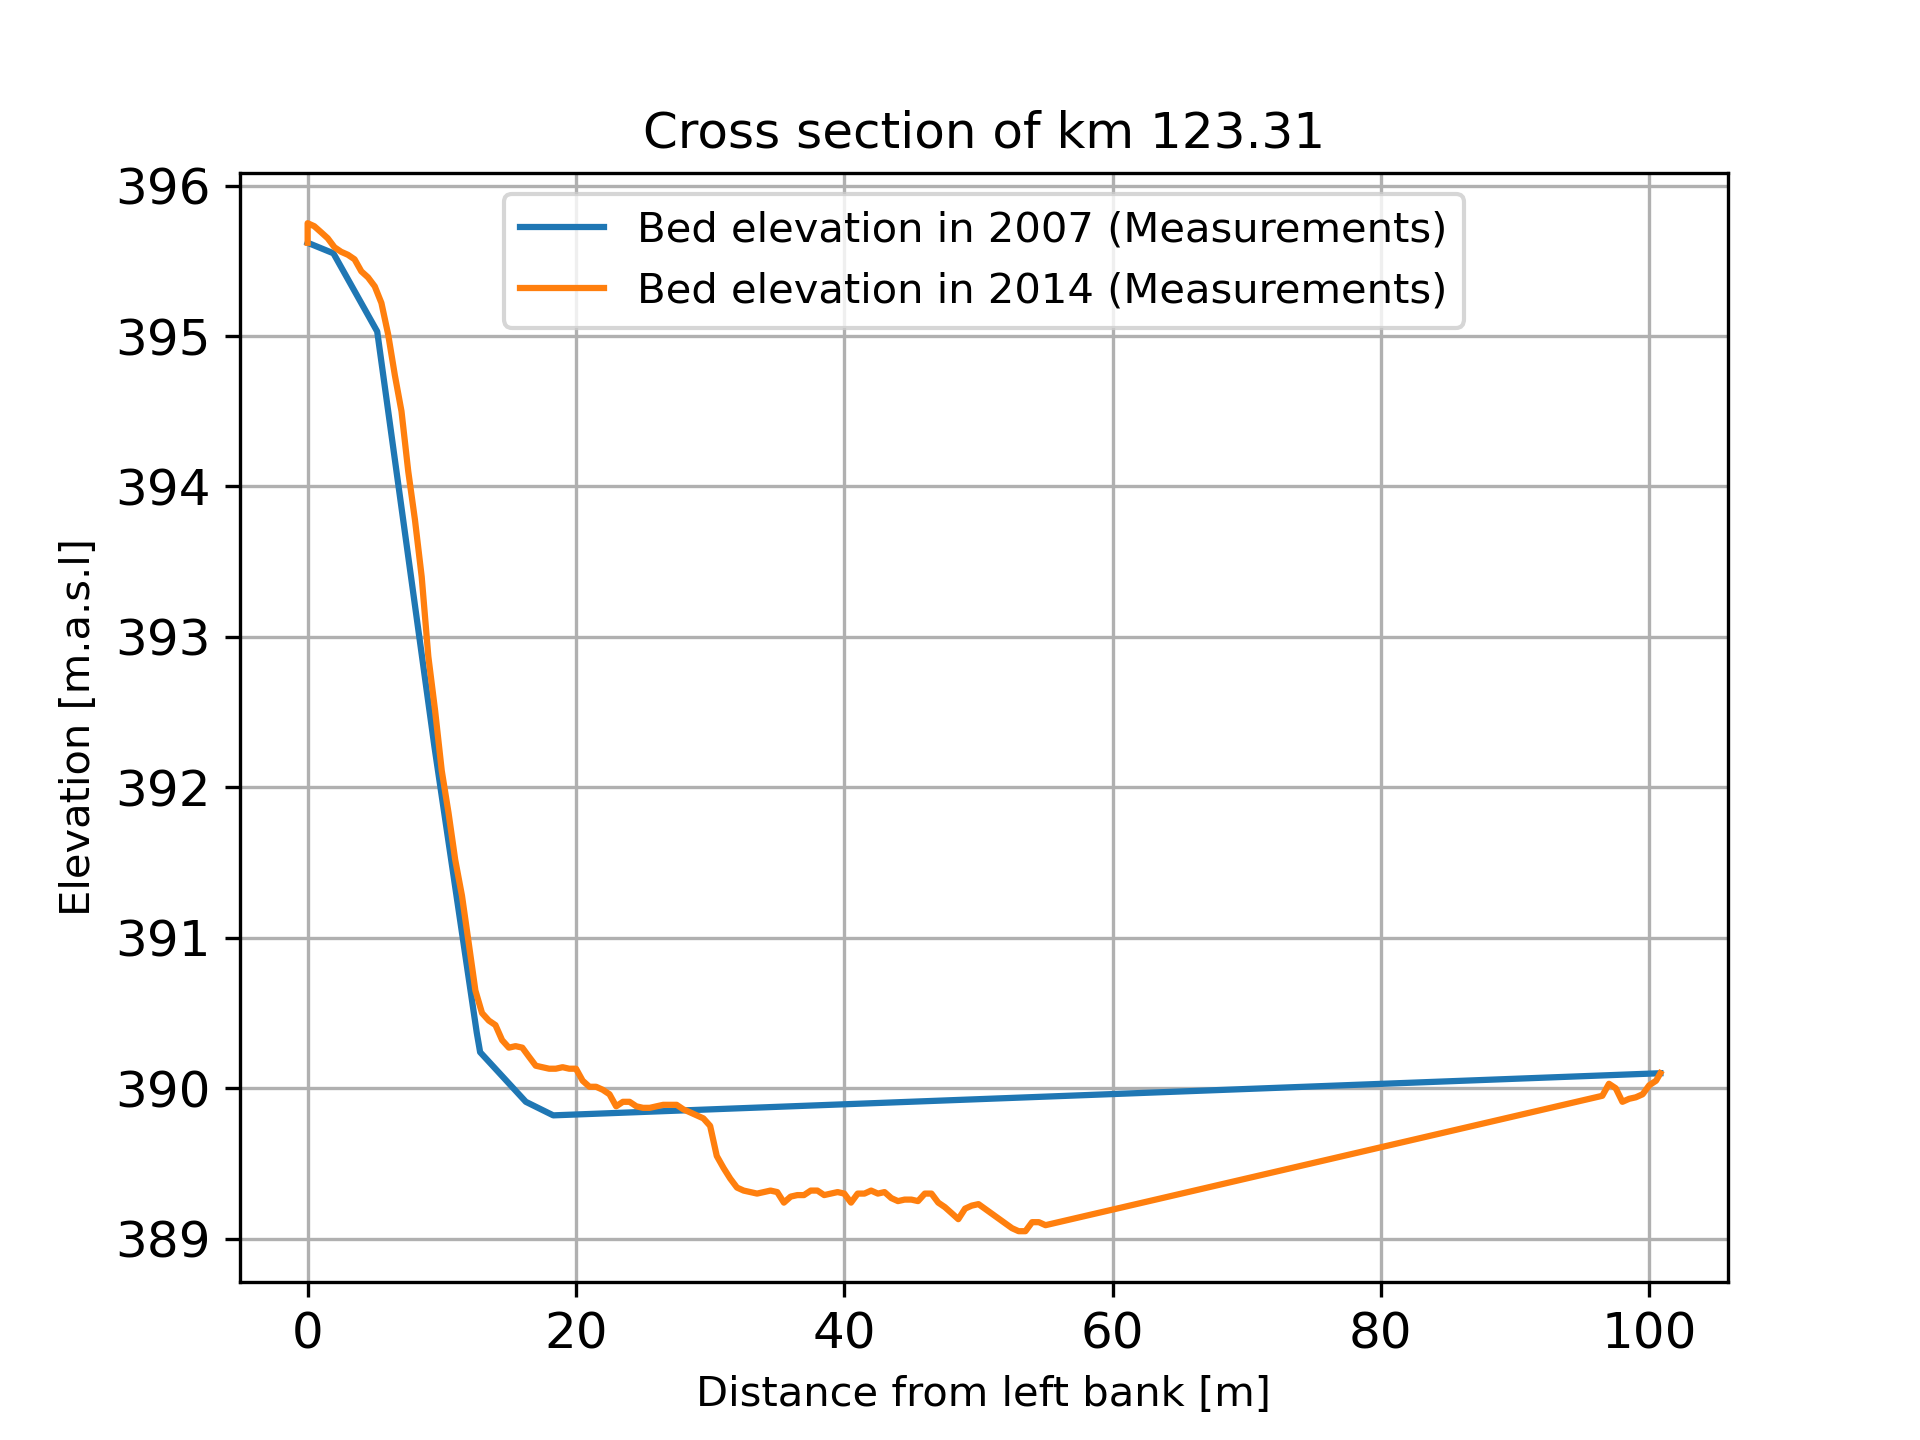 Cross section of km 123.31
Bed elevation in 2007 (Measurements)
Bed elevation in 2014 (Measurements)
396
395
394
393
392
391
390
389
Elevation [m.a.s.l]
0 20 40 60 80 100
Distance from left bank [m]